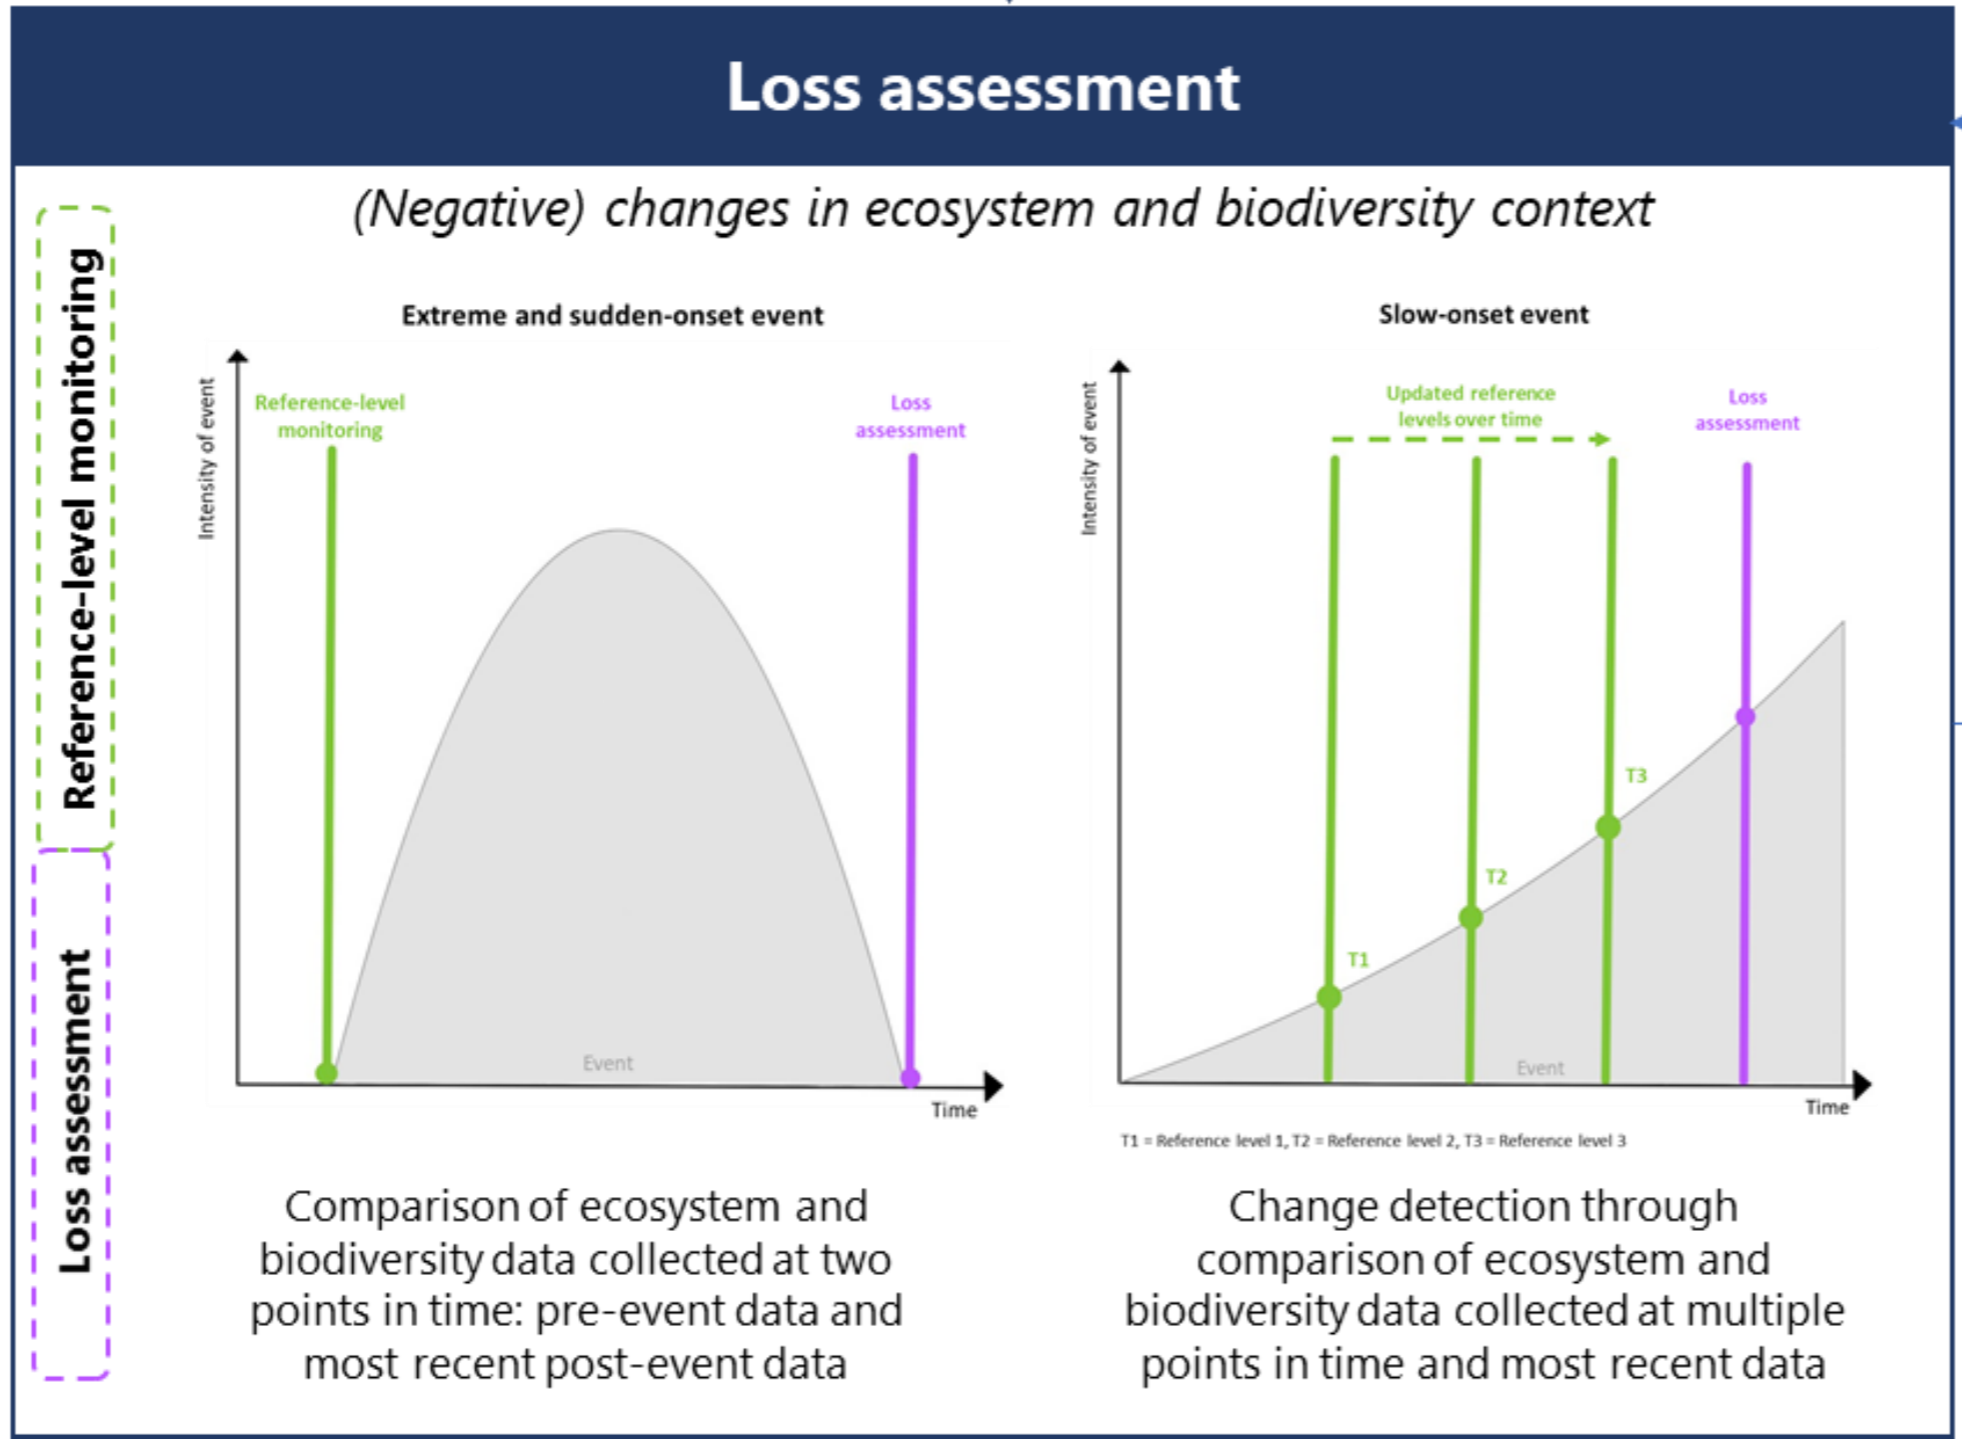 Loss assessment
(Negative) changes in ecosystem and biodiversity context
Reference-level monitoring
Loss assessment
Extreme and sudden-onset event
Intensity of event
Reference-level
monitoring
Loss
assessment
Event
Time
Comparison of ecosystem and
biodiversity data collected at two
points in time: pre-event data and
most recent post-event data
Slow-onset event
Intensity of event
Updated reference
levels over time
Loss
assessment
T1
T2
T3
Event
Time
T1 = Reference level 1, T2 = Reference level 2, T3 = Reference level 3
Change detection through
comparison of ecosystem and
biodiversity data collected at multiple
points in time and most recent data